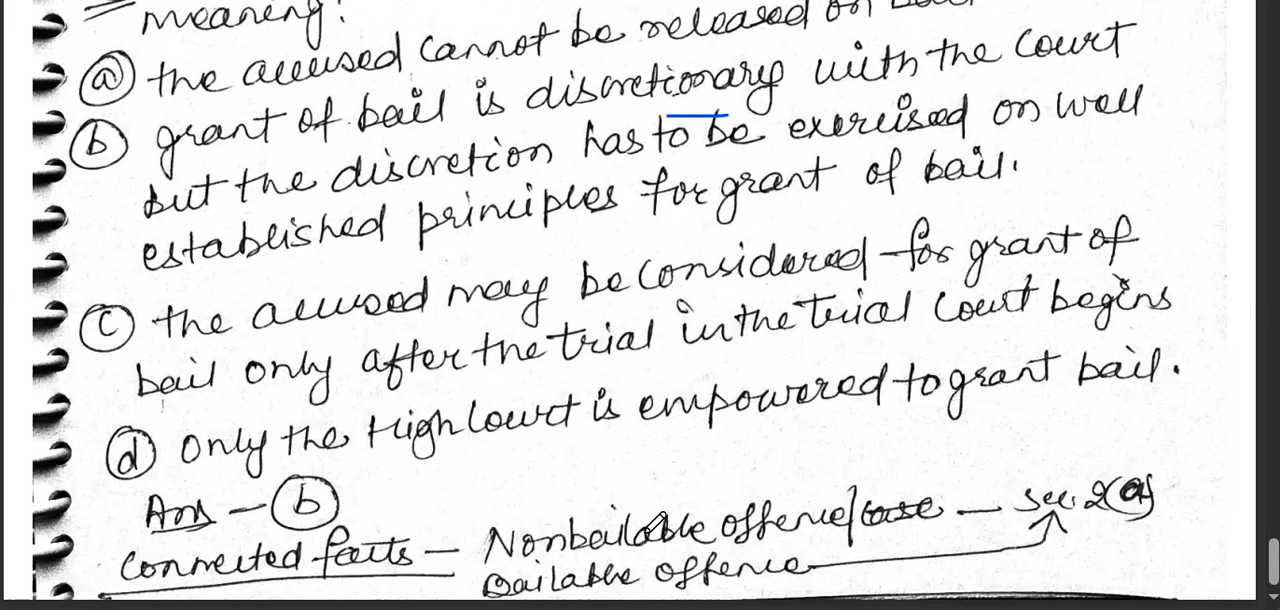 meaning:
(a) the accused cannot be released on bail
(b) grant of bail is discretionary with the court
but the discretion has to be exercised on well
established principles for grant of bail.
(c) the accused may be considered for grant of
bail only after the trial in the trial court begins
(d) only the High Court is empowered to grant bail.
Ans - (b)
Connected facts - Nonbailable offence/case - sec. 2(a)
Bailable offence